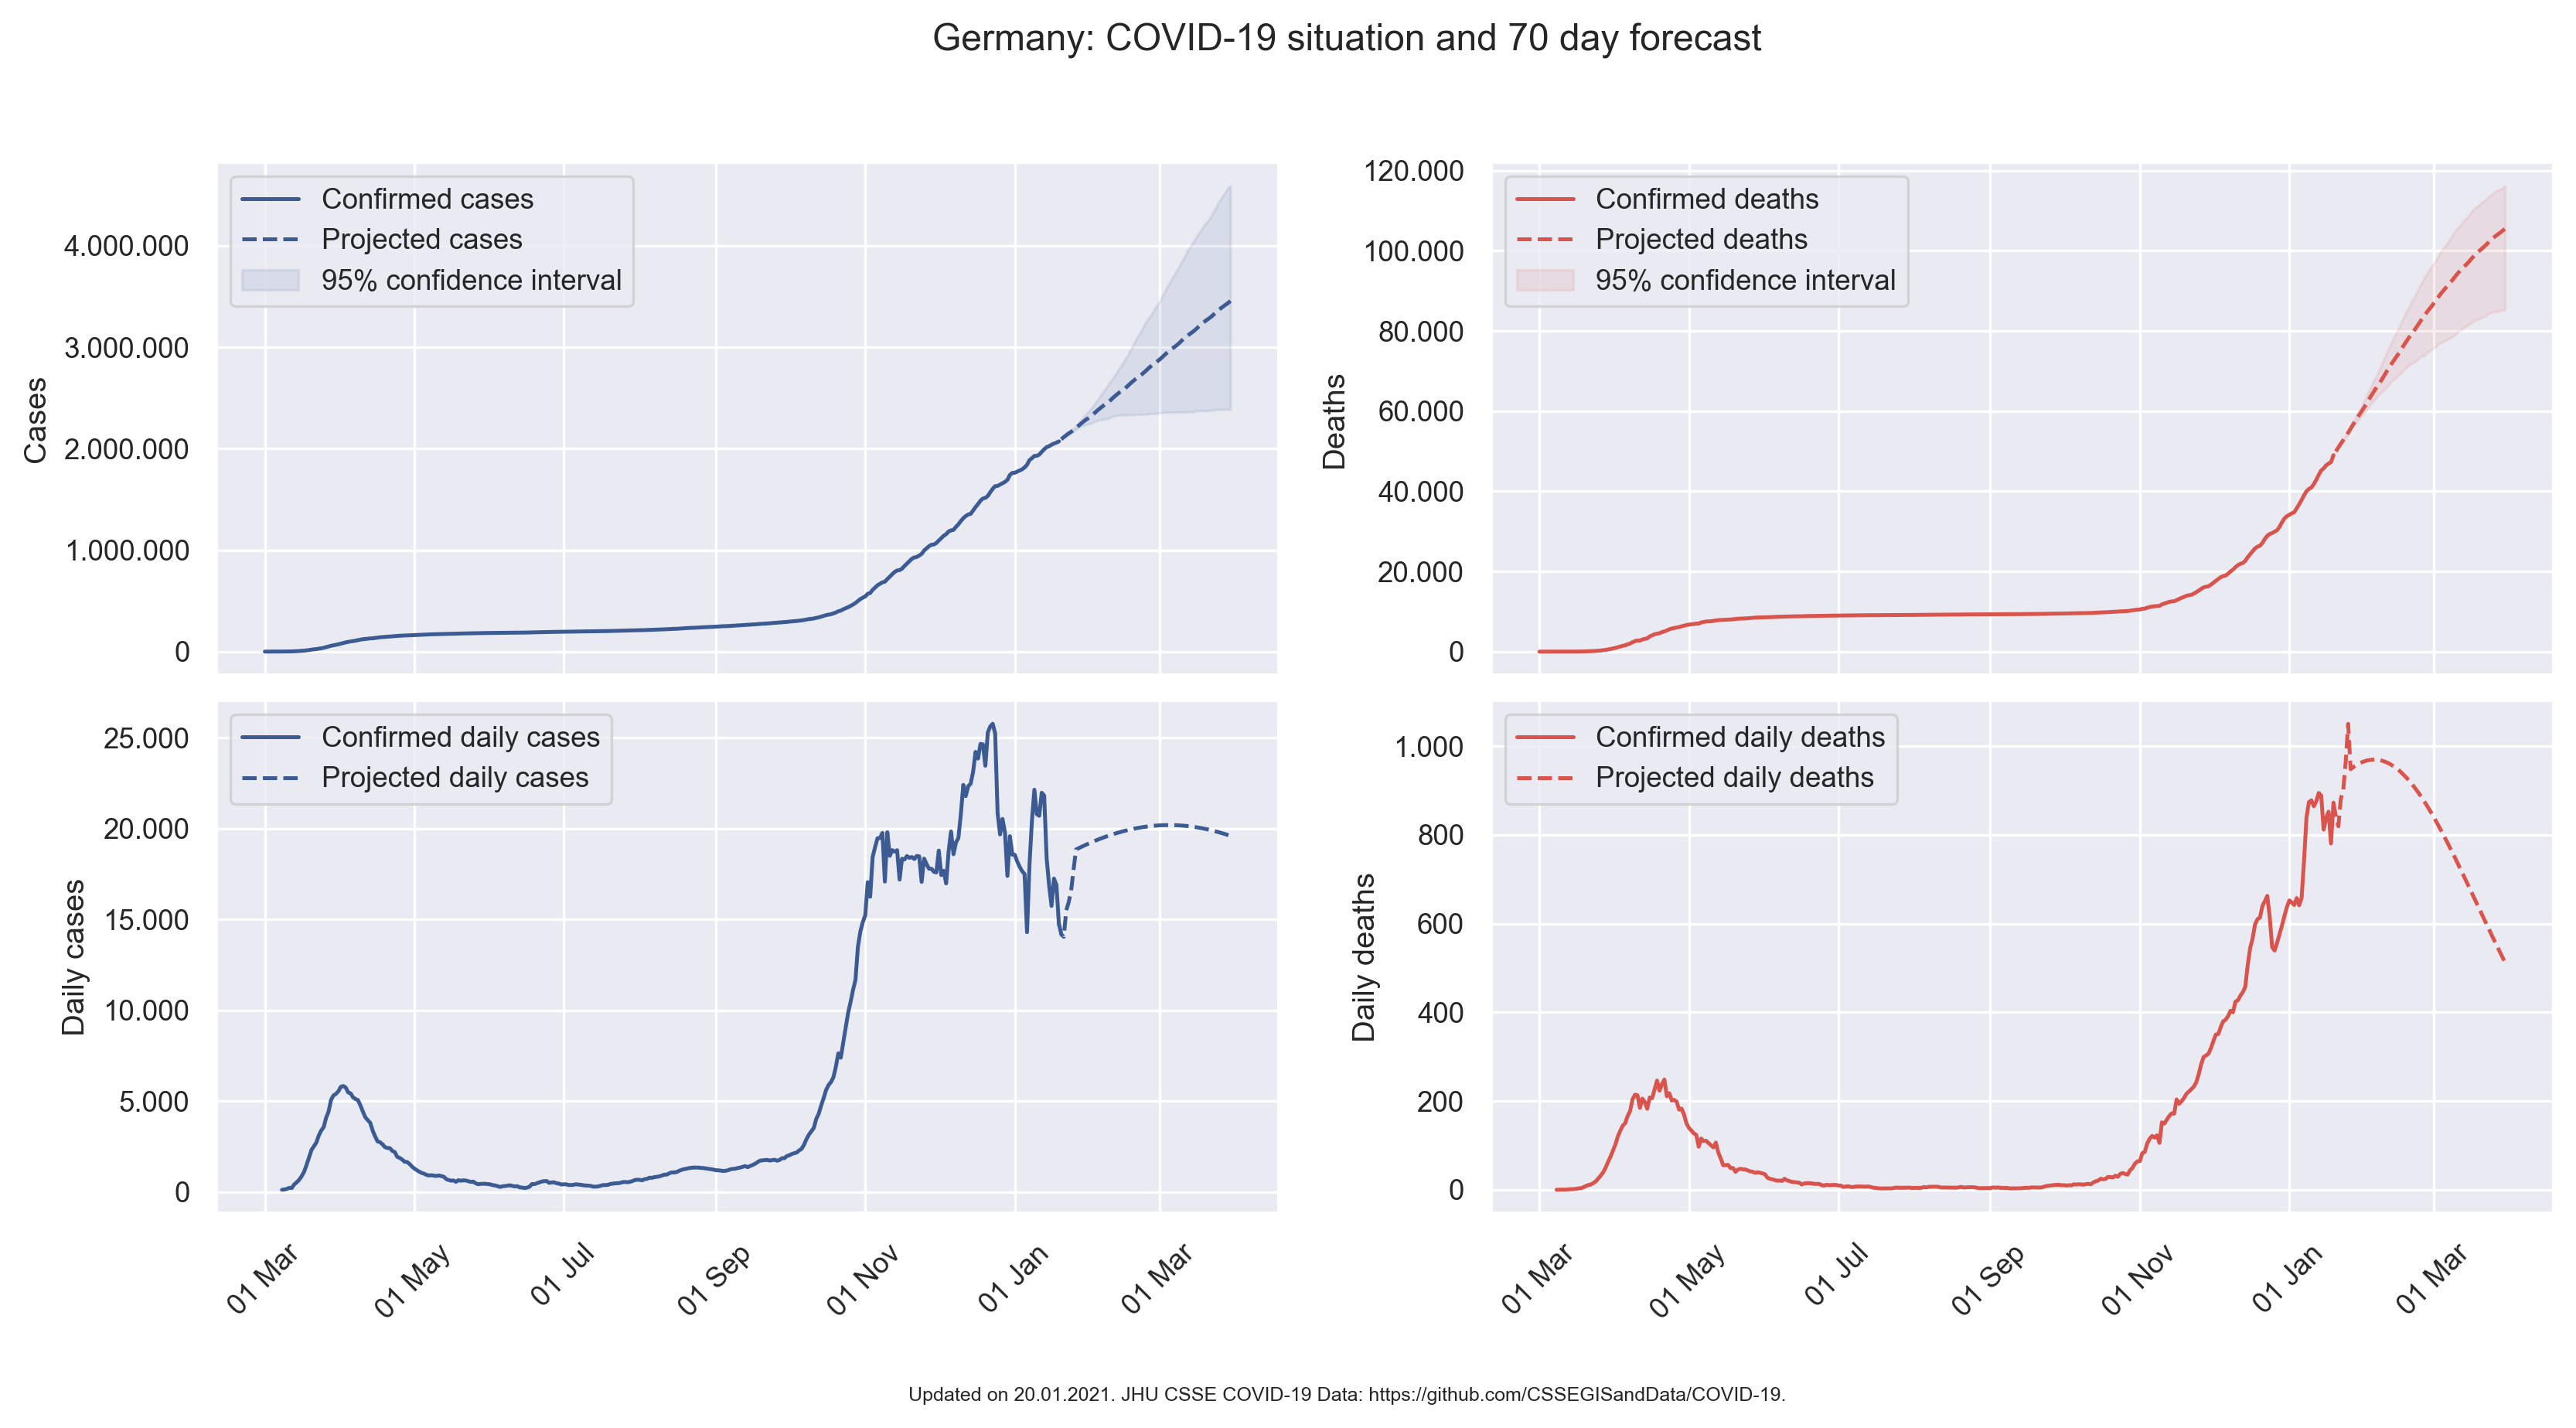 Germany: COVID-19 situation and 70 day forecast
Confirmed cases
Projected cases
95% confidence interval
4.000.000
3.000.000
2.000.000
1.000.000
0
Cases
Confirmed deaths
Projected deaths
95% confidence interval
120.000
100.000
80.000
60.000
40.000
20.000
0
Deaths
Confirmed daily cases
Projected daily cases
25.000
20.000
15.000
10.000
5.000
0
Daily cases
01 Mar
01 May
01 Jul
01 Sep
01 Nov
01 Jan
01 Mar
Confirmed daily deaths
Projected daily deaths
1.000
800
600
400
200
0
Daily deaths
01 Mar
01 May
01 Jul
01 Sep
01 Nov
01 Jan
01 Mar
Updated on 20.01.2021. JHU CSSE COVID-19 Data: https://github.com/CSSEGISandData/COVID-19.